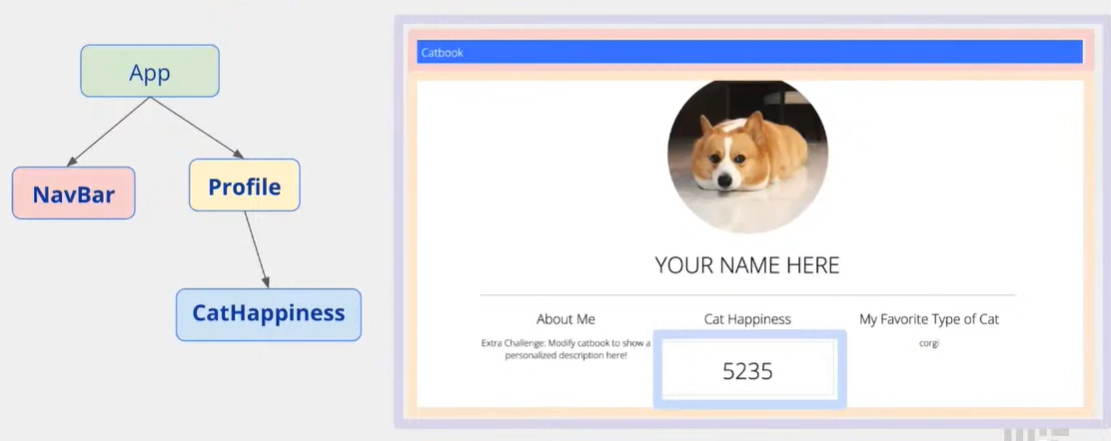 App
NavBar
Profile
CatHappiness
Catbook
YOUR NAME HERE
About Me
Extra Challenge: Modify catbook to show a
personalized description here!
Cat Happiness
5235
My Favorite Type of Cat
corgi